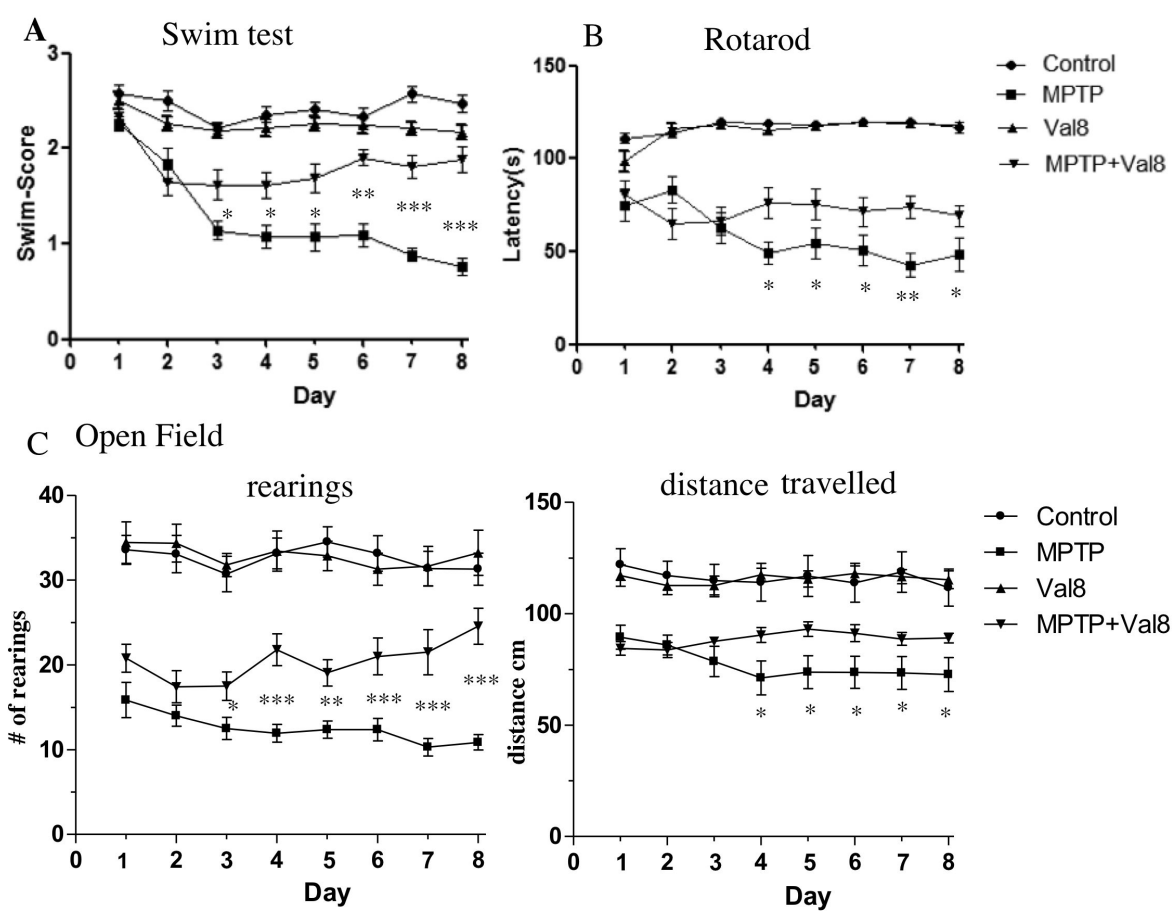 A Swim test
3
2
1
0
Swim-Score
* * * ** *** ***
0 1 2 3 4 5 6 7 8
Day
B Rotarod
150
100
50
0
Latency(s)
* * * ** *
0 1 2 3 4 5 6 7 8
Day
Control
MPTP
Val8
MPTP+Val8
C Open Field
rearings
40
30
20
10
0
# of rearings
* *** ** *** *** ***
0 1 2 3 4 5 6 7 8
Day
distance travelled
150
100
50
0
distance cm
* * * * *
0 1 2 3 4 5 6 7 8
Day
Control
MPTP
Val8
MPTP+Val8